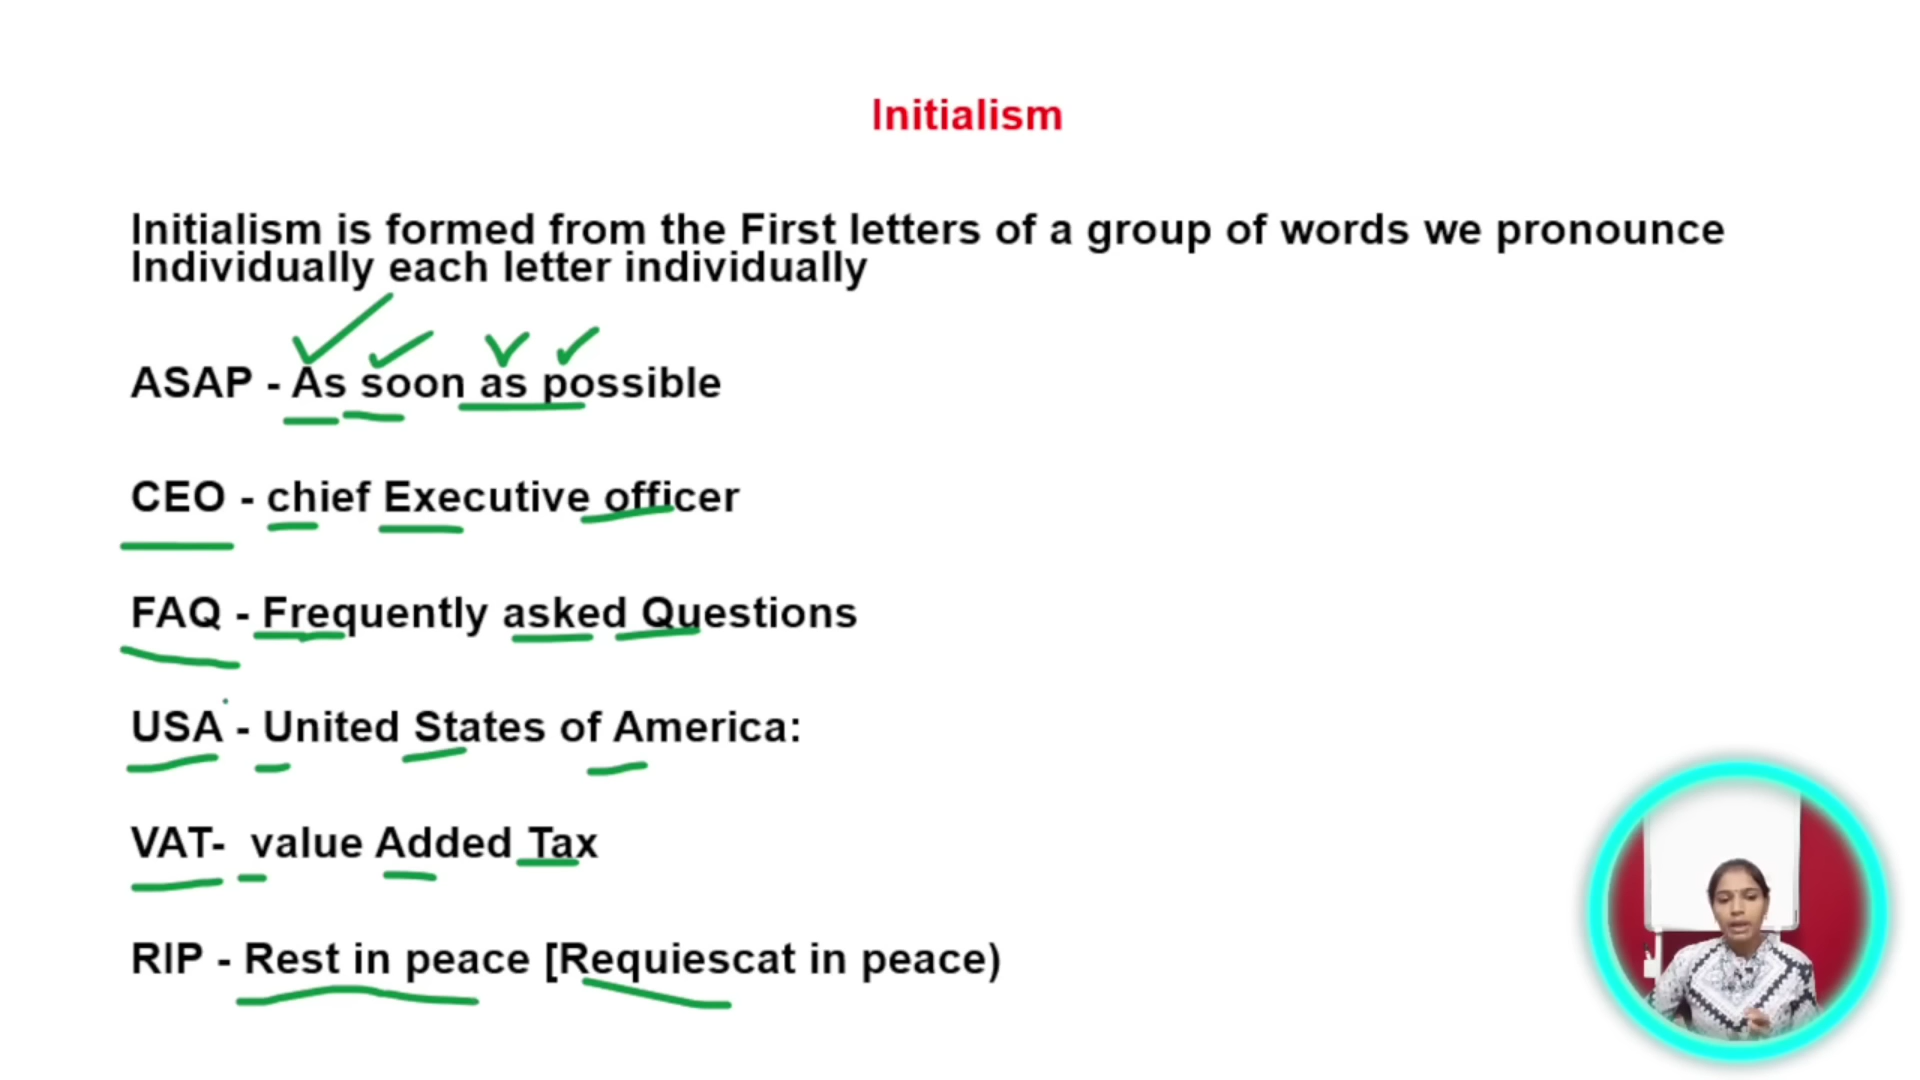 Initialism
Initialism is formed from the First letters of a group of words we pronounce
Individually each letter individually
ASAP - As soon as possible
CEO - chief Executive officer
FAQ - Frequently asked Questions
USA - United States of America:
VAT- value Added Tax
RIP - Rest in peace [Requiescat in peace)